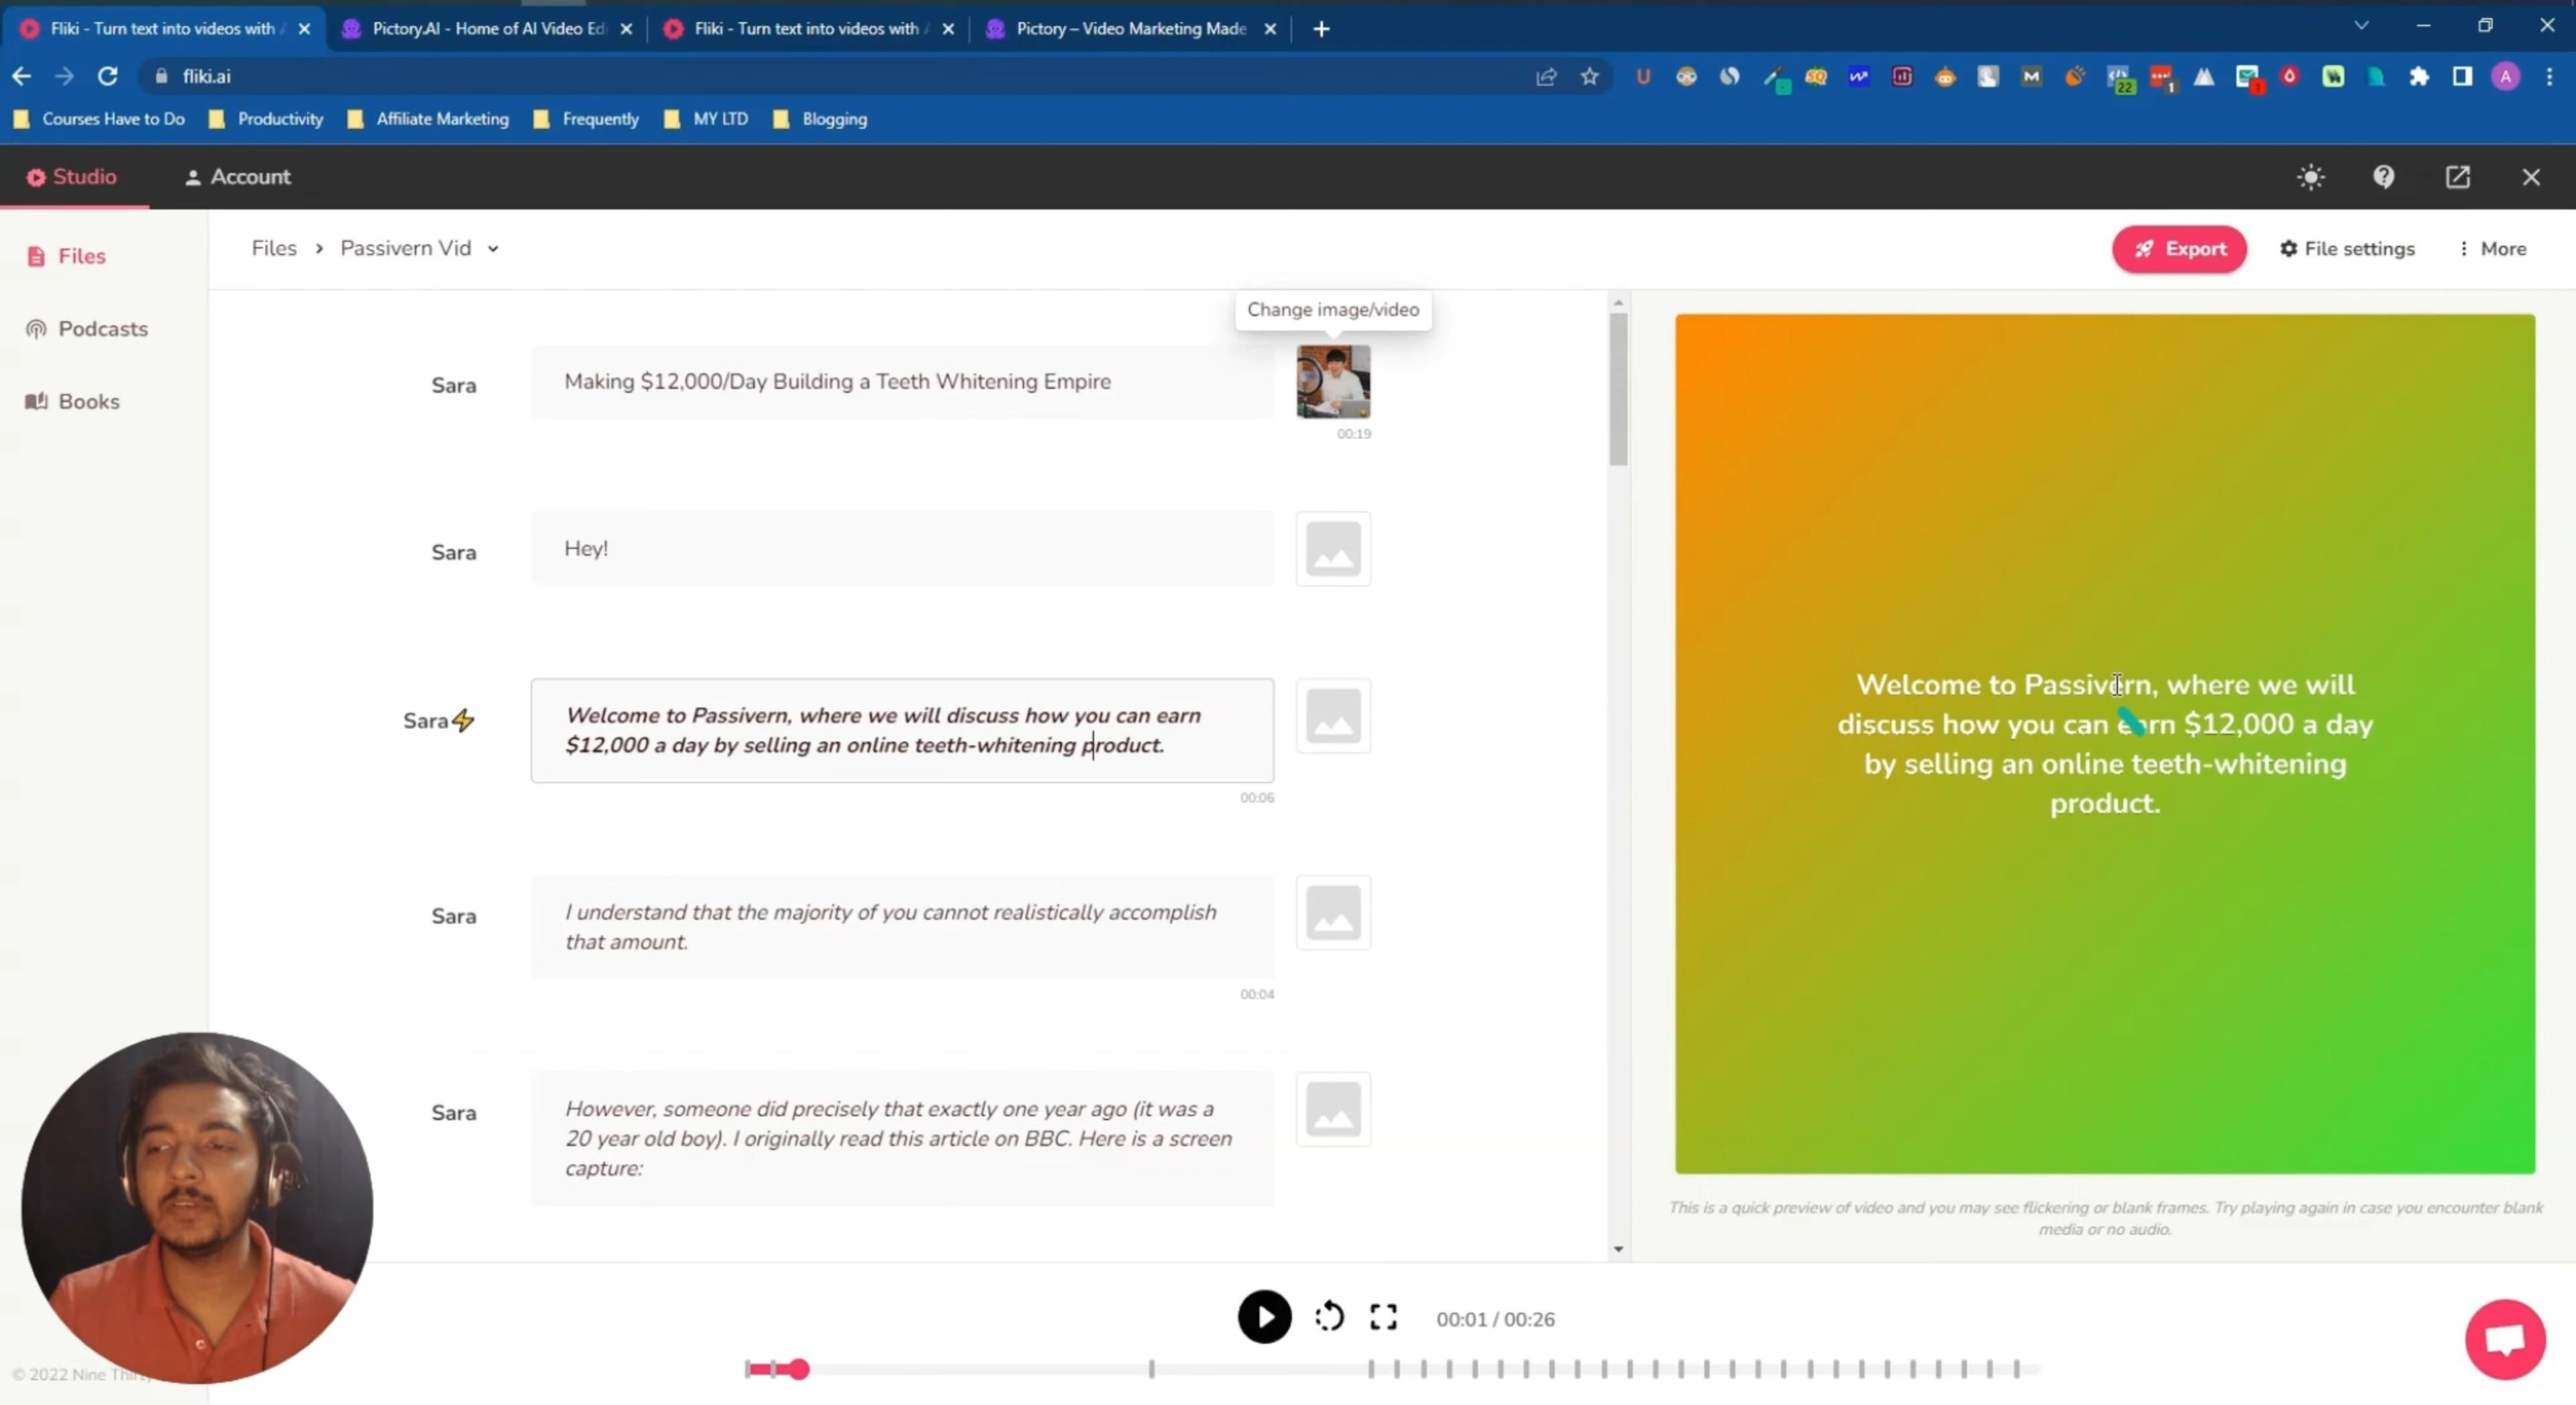 Fliki - Turn text into videos with
Pictory.AI - Home of AI Video Edi
Fliki - Turn text into videos with
Pictory – Video Marketing Made
fliki.ai
U
SQ
M
22
1
1
A
Courses Have to Do
Productivity
Affiliate Marketing
Frequently
MY LTD
Blogging
Studio
Account
Files
Podcasts
Books
Files > Passivern Vid
Export
File settings
More
Change image/video
Sara
Making $12,000/Day Building a Teeth Whitening Empire
00:19
Sara
Hey!
Sara
Welcome to Passivern, where we will discuss how you can earn
$12,000 a day by selling an online teeth-whitening product.
00:06
Sara
I understand that the majority of you cannot realistically accomplish
that amount.
00:04
Sara
However, someone did precisely that exactly one year ago (it was a
20 year old boy). I originally read this article on BBC. Here is a screen
capture:
Welcome to Passivern, where we will
discuss how you can earn $12,000 a day
by selling an online teeth-whitening
product.
This is a quick preview of video and you may see flickering or blank frames. Try playing again in case you encounter blank
media or no audio.
00:01 / 00:26
© 2022 Nine Thirty